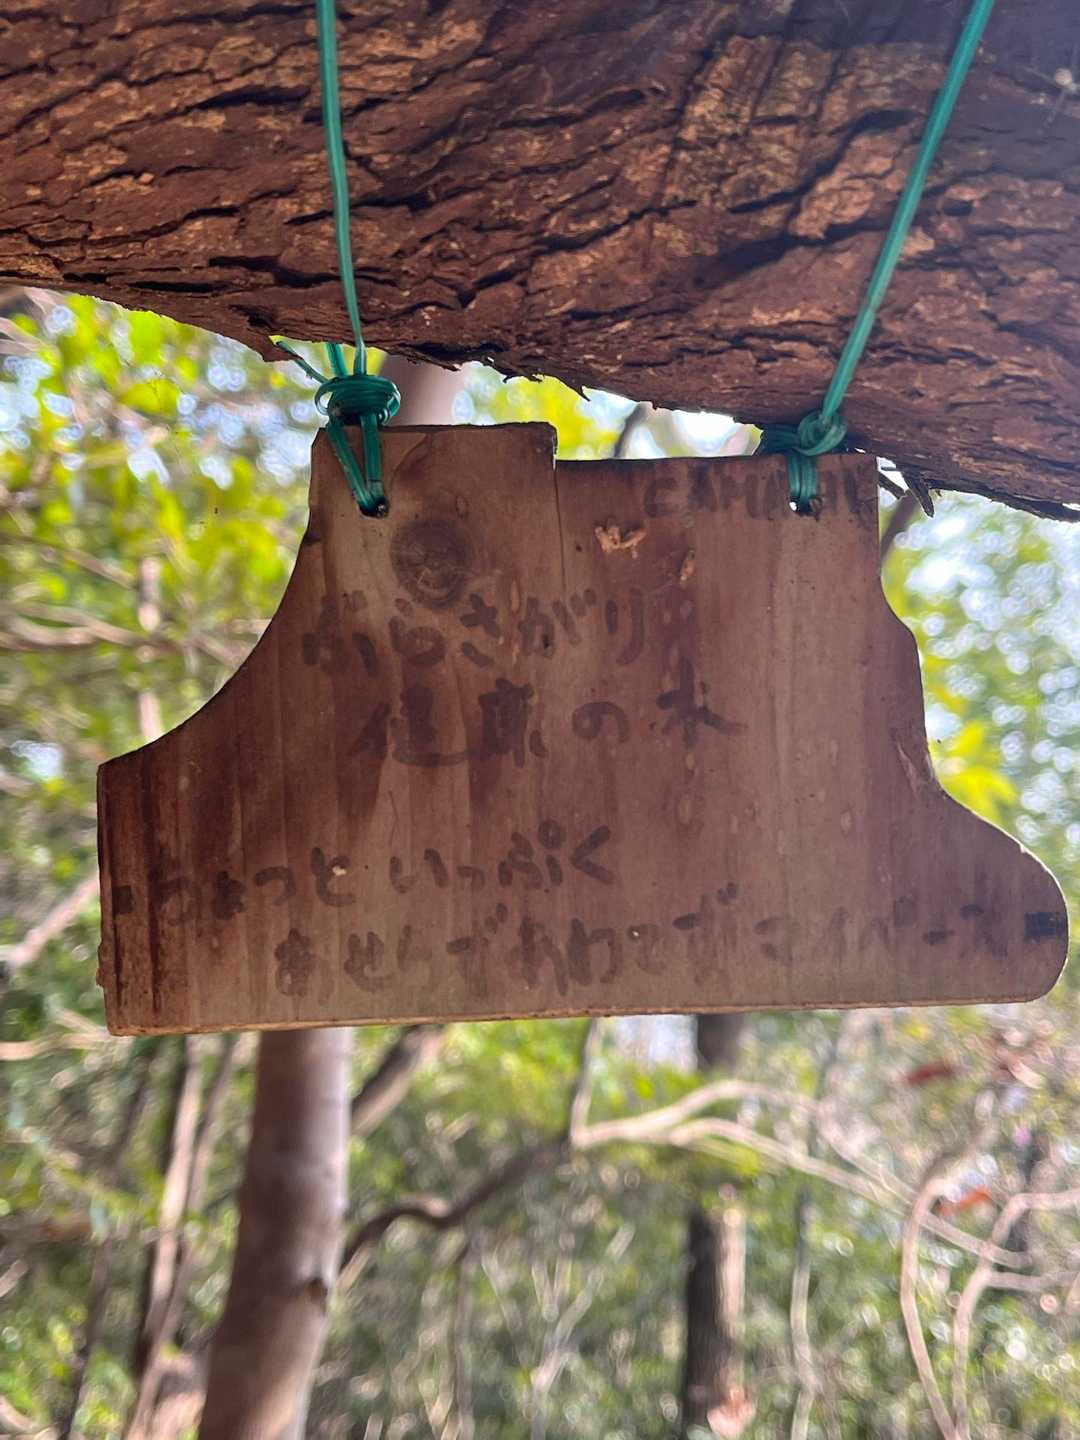 ぶらさがり
健康の木
ちょっと いっぷく
あせらず あわてず マイペース